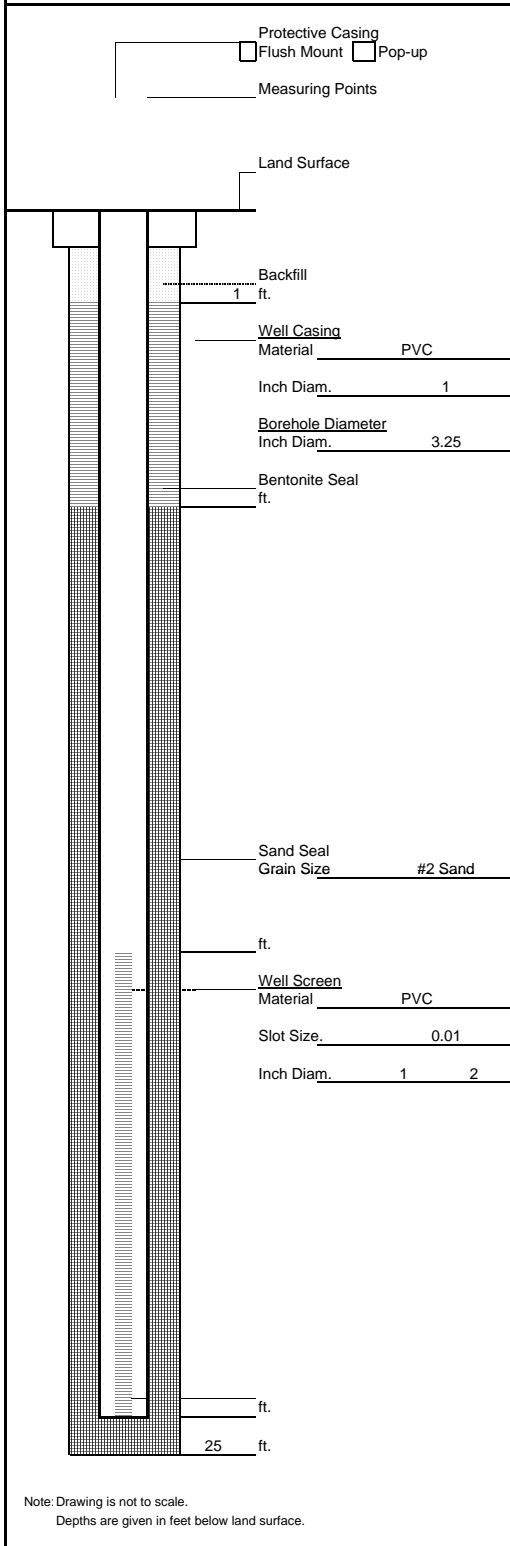 Protective Casing
Flush Mount Pop-up
Measuring Points
Land Surface
Backfill
1 ft.
Well Casing
Material PVC
Inch Diam. 1
Borehole Diameter
Inch Diam. 3.25
Bentonite Seal
ft.
Sand Seal
Grain Size #2 Sand
ft.
Well Screen
Material PVC
Slot Size. 0.01
Inch Diam. 1 2
ft.
25 ft.
Note: Drawing is not to scale.
Depths are given in feet below land surface.